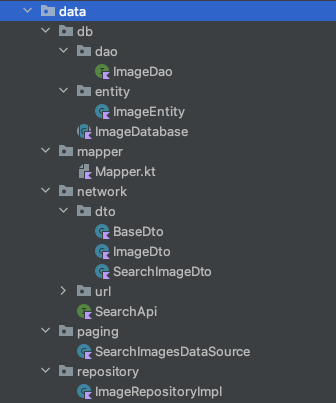 data
db
dao
ImageDao
entity
ImageEntity
ImageDatabase
mapper
Mapper.kt
network
dto
BaseDto
ImageDto
SearchImageDto
url
SearchApi
paging
SearchImagesDataSource
repository
ImageRepositoryImpl